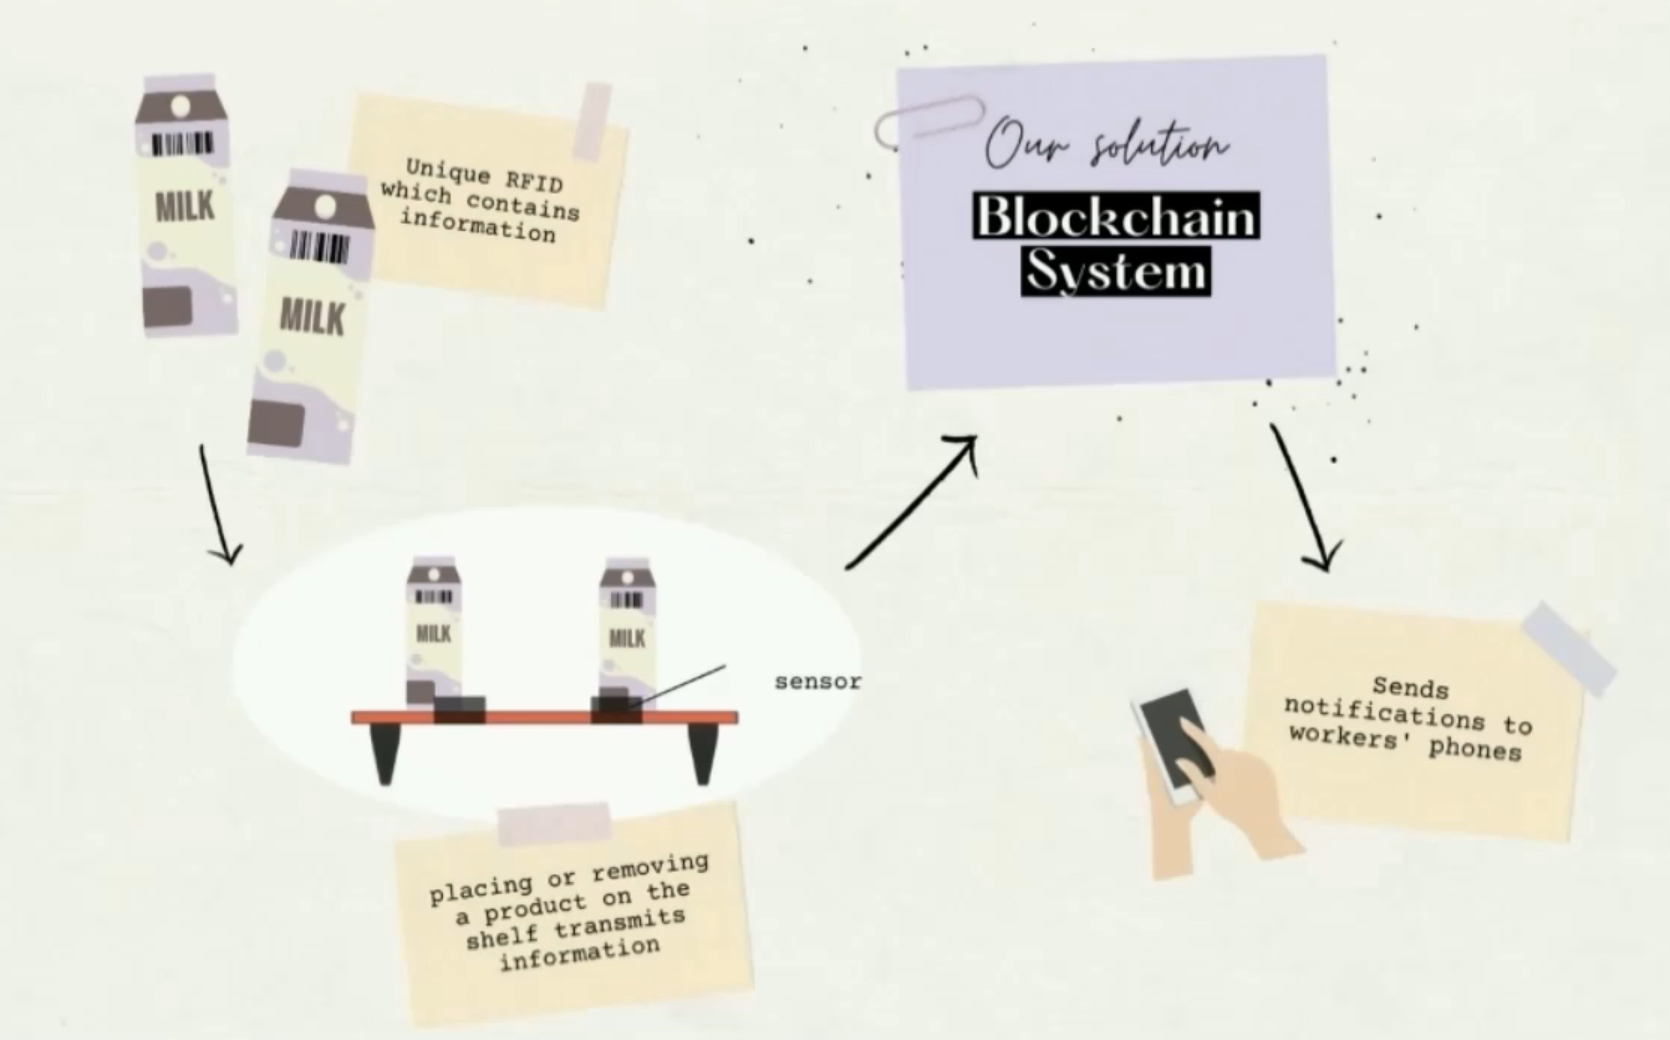 MILK
MILK
Unique RFID
which contains
information
Our solution
Blockchain
System
MILK
MILK
sensor
placing or removing
a product on the
shelf transmits
information
Sends
notifications to
workers' phones